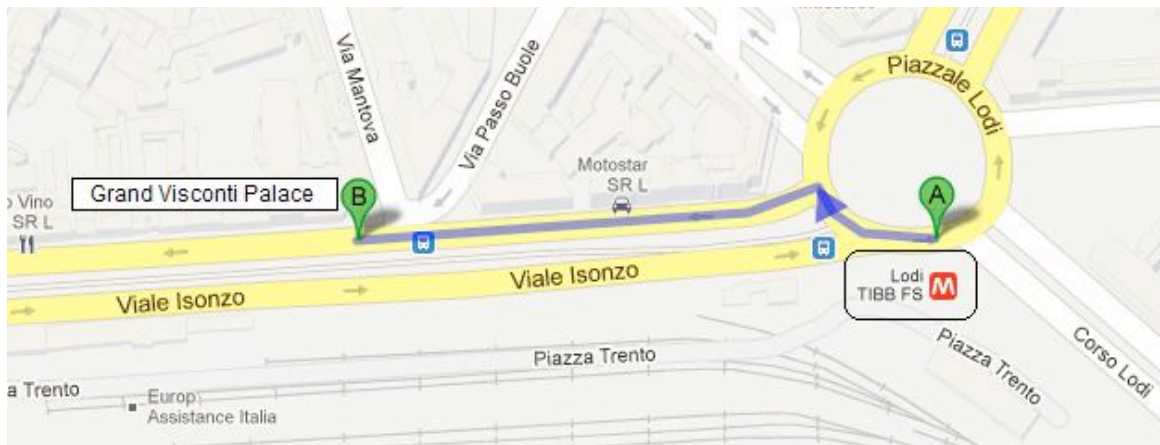 Via Mantova
Via Passo Buole
Piazzale Lodi
Motostar
SR L
Grand Visconti Palace
B
A
o Vino
SR L
Lodi
TIBB FS
M
Viale Isonzo
Viale Isonzo
Piazza Trento
Piazza Trento
Corso Lodi
a Trento
Europ
Assistance Italia